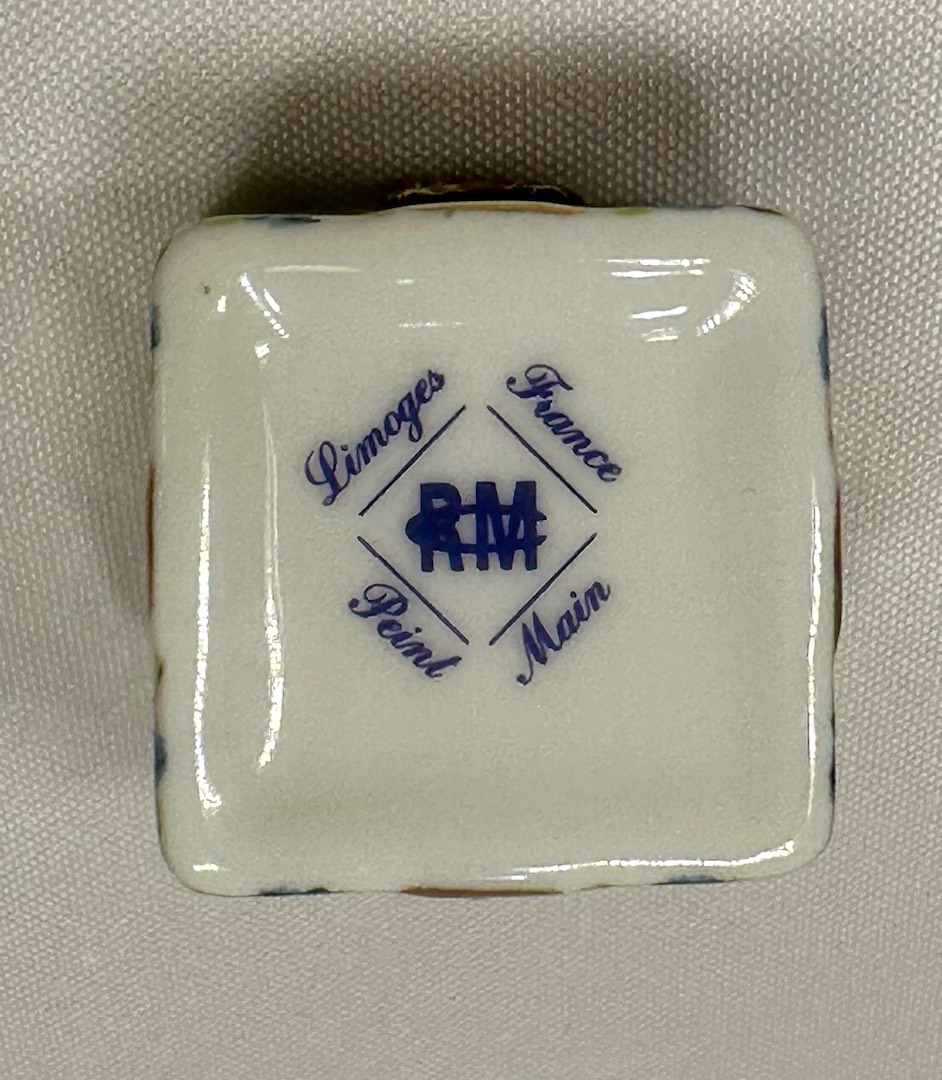 Limoges
France
RM
Peint
Main